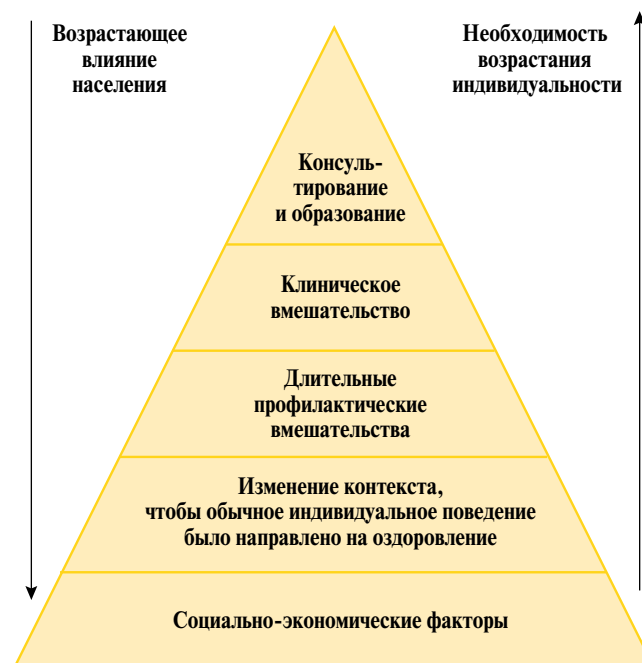 Возрастающее
влияние
населения
Необходимость
возрастания
индивидуальности
Консуль-
тирование
и образование
Клиническое
вмешательство
Длительные
профилактические
вмешательства
Изменение контекста,
чтобы обычное индивидуальное поведение
было направлено на оздоровление
Социально-экономические факторы